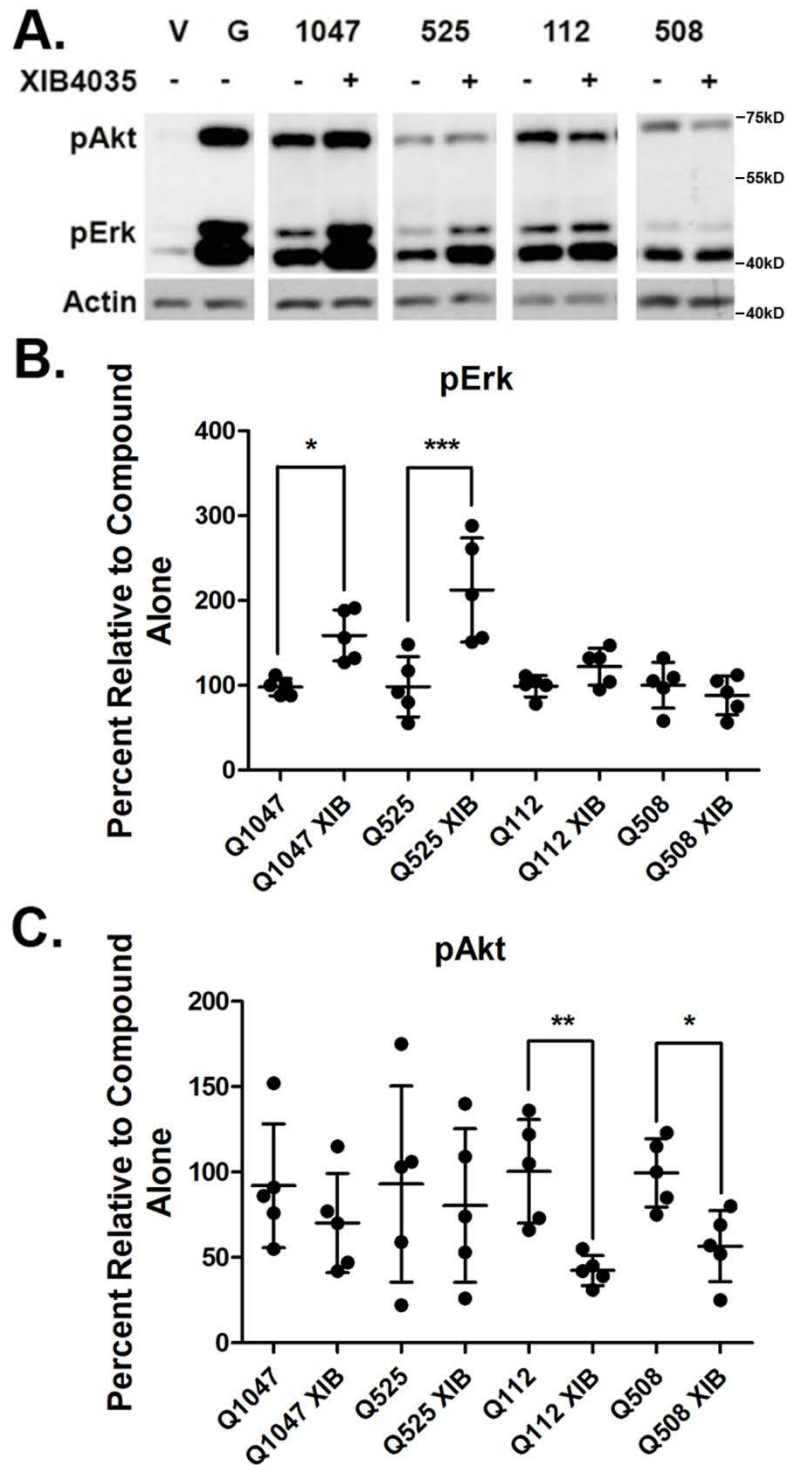 A.
V G 1047 525 112 508
XIB4035 - - - + - + - + - +
pAkt
-75kD
-55kD
pErk
-40kD
Actin
-40kD
B.
pErk
Percent Relative to Compound
Alone
400
300
200
100
0
*
***
Q1047
Q1047 XIB
Q525
Q525 XIB
Q112
Q112 XIB
Q508
Q508 XIB
C.
pAkt
Percent Relative to Compound
Alone
200
150
100
50
0
**
*
Q1047
Q1047 XIB
Q525
Q525 XIB
Q112
Q112 XIB
Q508
Q508 XIB